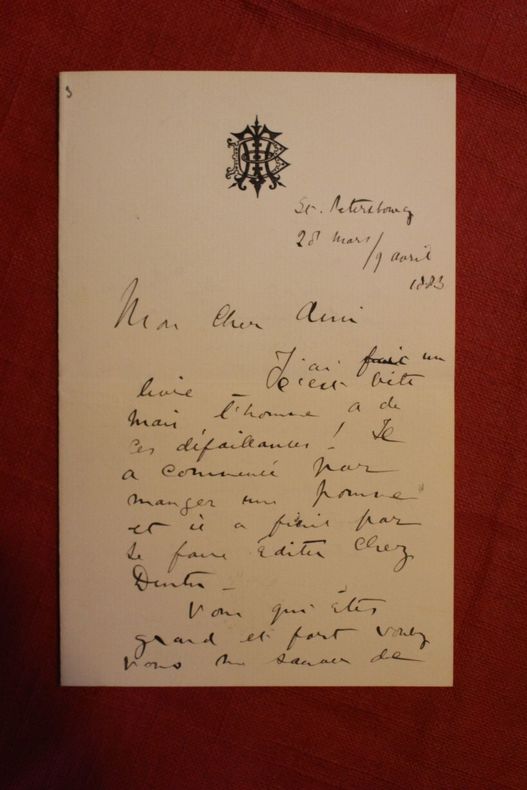 3
St. Petersbourg
28 mars/9 avril
1883
Mon cher Ami
J'ai fait un
livre – c'est bête
mais l'homme a de
ces défaillances ! Il
a commencé par
manger une pomme
et il a fini par
se faire éditer chez
Dentu –
Vous qui êtes
grand et fort voulez
vous me sauver de